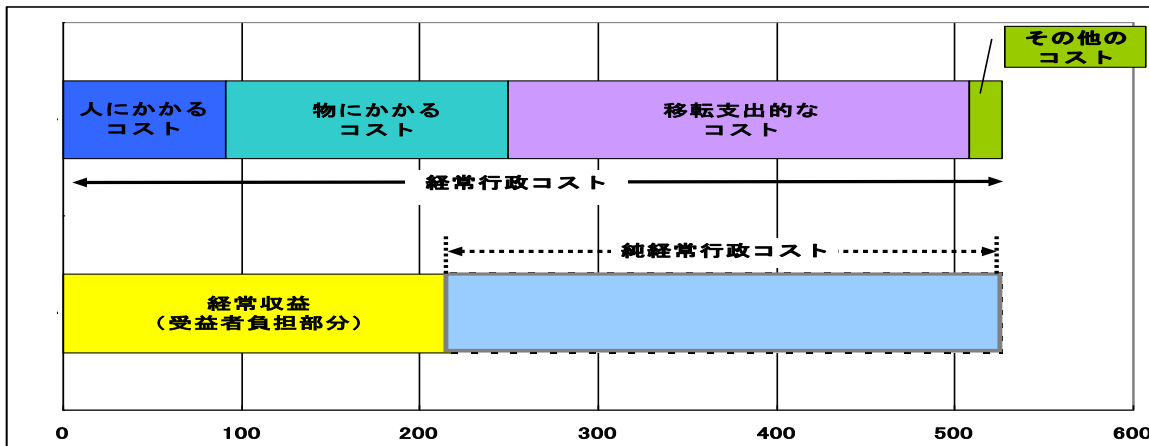 その他の
コスト
人にかかる
コスト
物にかかる
コスト
移転支出的な
コスト
経常行政コスト
純経常行政コスト
経常収益
（受益者負担部分）
0 100 200 300 400 500 600